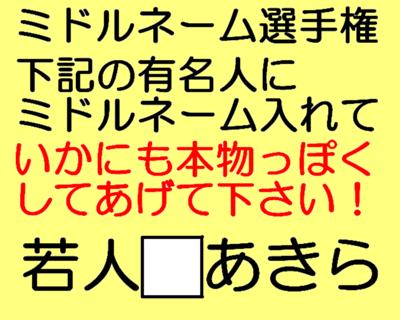 ミドルネーム選手権
下記の有名人に
ミドルネーム入れて
いかにも本物っぽく
してあげて下さい！
若人□あきら